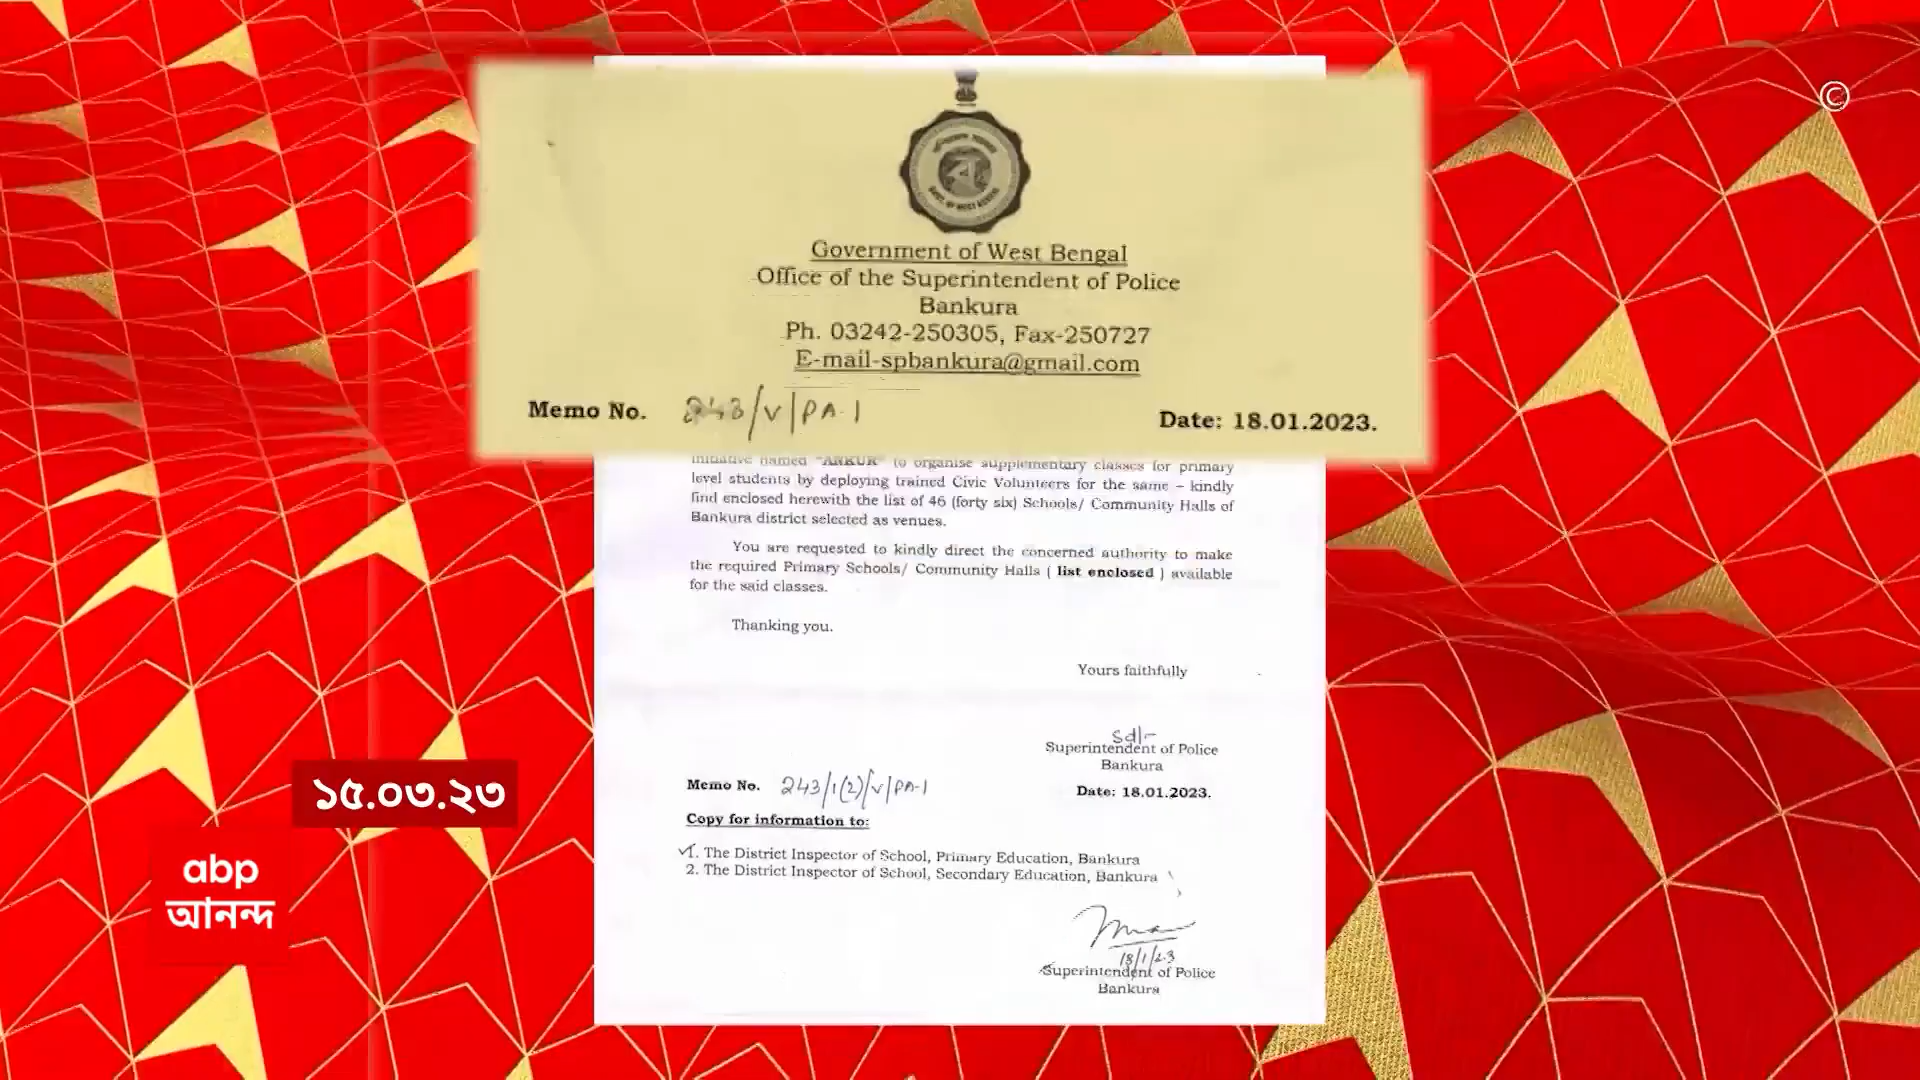 ©
Government of West Bengal
Office of the Superintendent of Police
Bankura
Ph. 03242-250305, Fax-250727
E-mail-spbankura@gmail.com
Memo No. 243/V/PA-1
Date: 18.01.2023.
initiative named "ANKUR" to organise supplementary classes for primary
level students by deploying trained Civic Volunteers for the same – kindly
find enclosed herewith the list of 46 (forty six) Schools/ Community Halls of
Bankura district selected as venues.
You are requested to kindly direct the concerned authority to make
the required Primary Schools/ Community Halls ( list enclosed ) available
for the said classes.
Thanking you.
Yours faithfully
Sd/-
Superintendent of Police
Bankura
Memo No. 243/1(2)/V/PA-1
Date: 18.01.2023.
Copy for information to:
1. The District Inspector of School, Primary Education, Bankura
2. The District Inspector of School, Secondary Education, Bankura
18/1/23
Superintendent of Police
Bankura
১৫.০৩.২৩
abp
আনন্দ